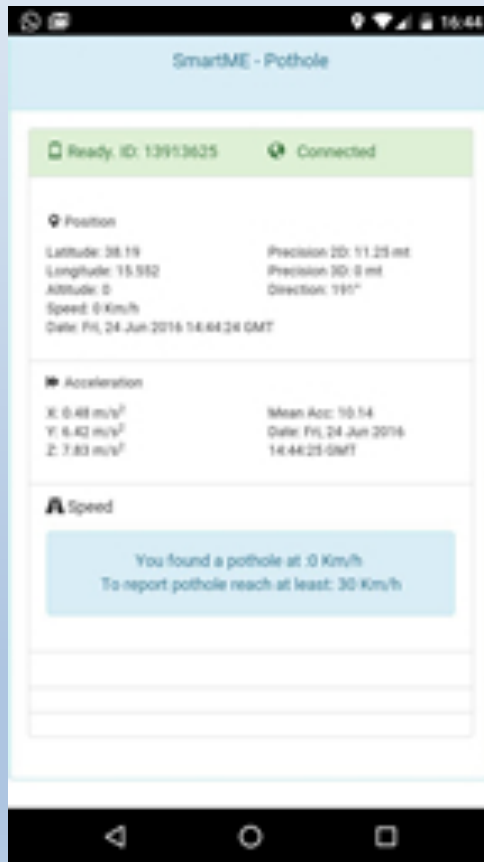 16:44
SmartME - Pothole
Ready. ID: 13913625 Connected
Position
Latitude: 38.19 Precision 2D: 11.25 mt
Longitude: 15.552 Precision 3D: 0 mt
Altitude: 0 Direction: 191°
Speed: 0 Km/h
Date: Fri, 24 Jun 2016 14:44:24 GMT
Acceleration
X: 0.48 m/s² Mean Acc: 10.14
Y: 6.42 m/s² Date: Fri, 24 Jun 2016
Z: 7.83 m/s² 14:44:25 GMT
Speed
You found a pothole at :0 Km/h
To report pothole reach at least: 30 Km/h